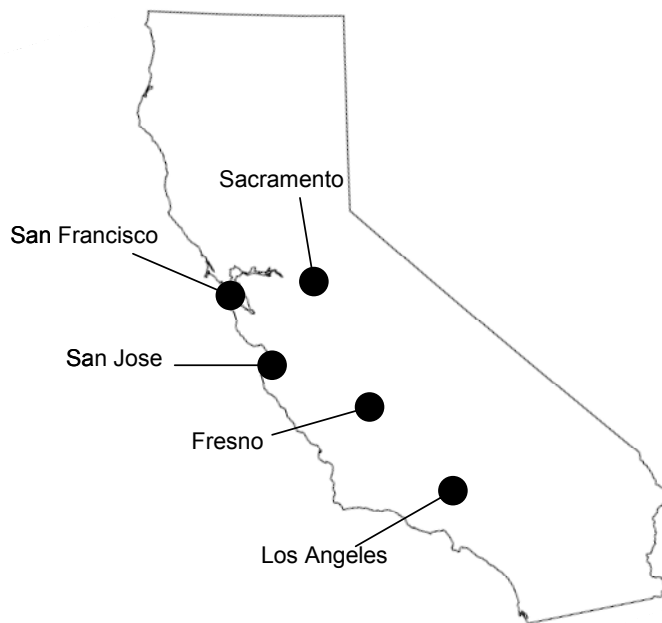 Sacramento
San Francisco
San Jose
Fresno
Los Angeles